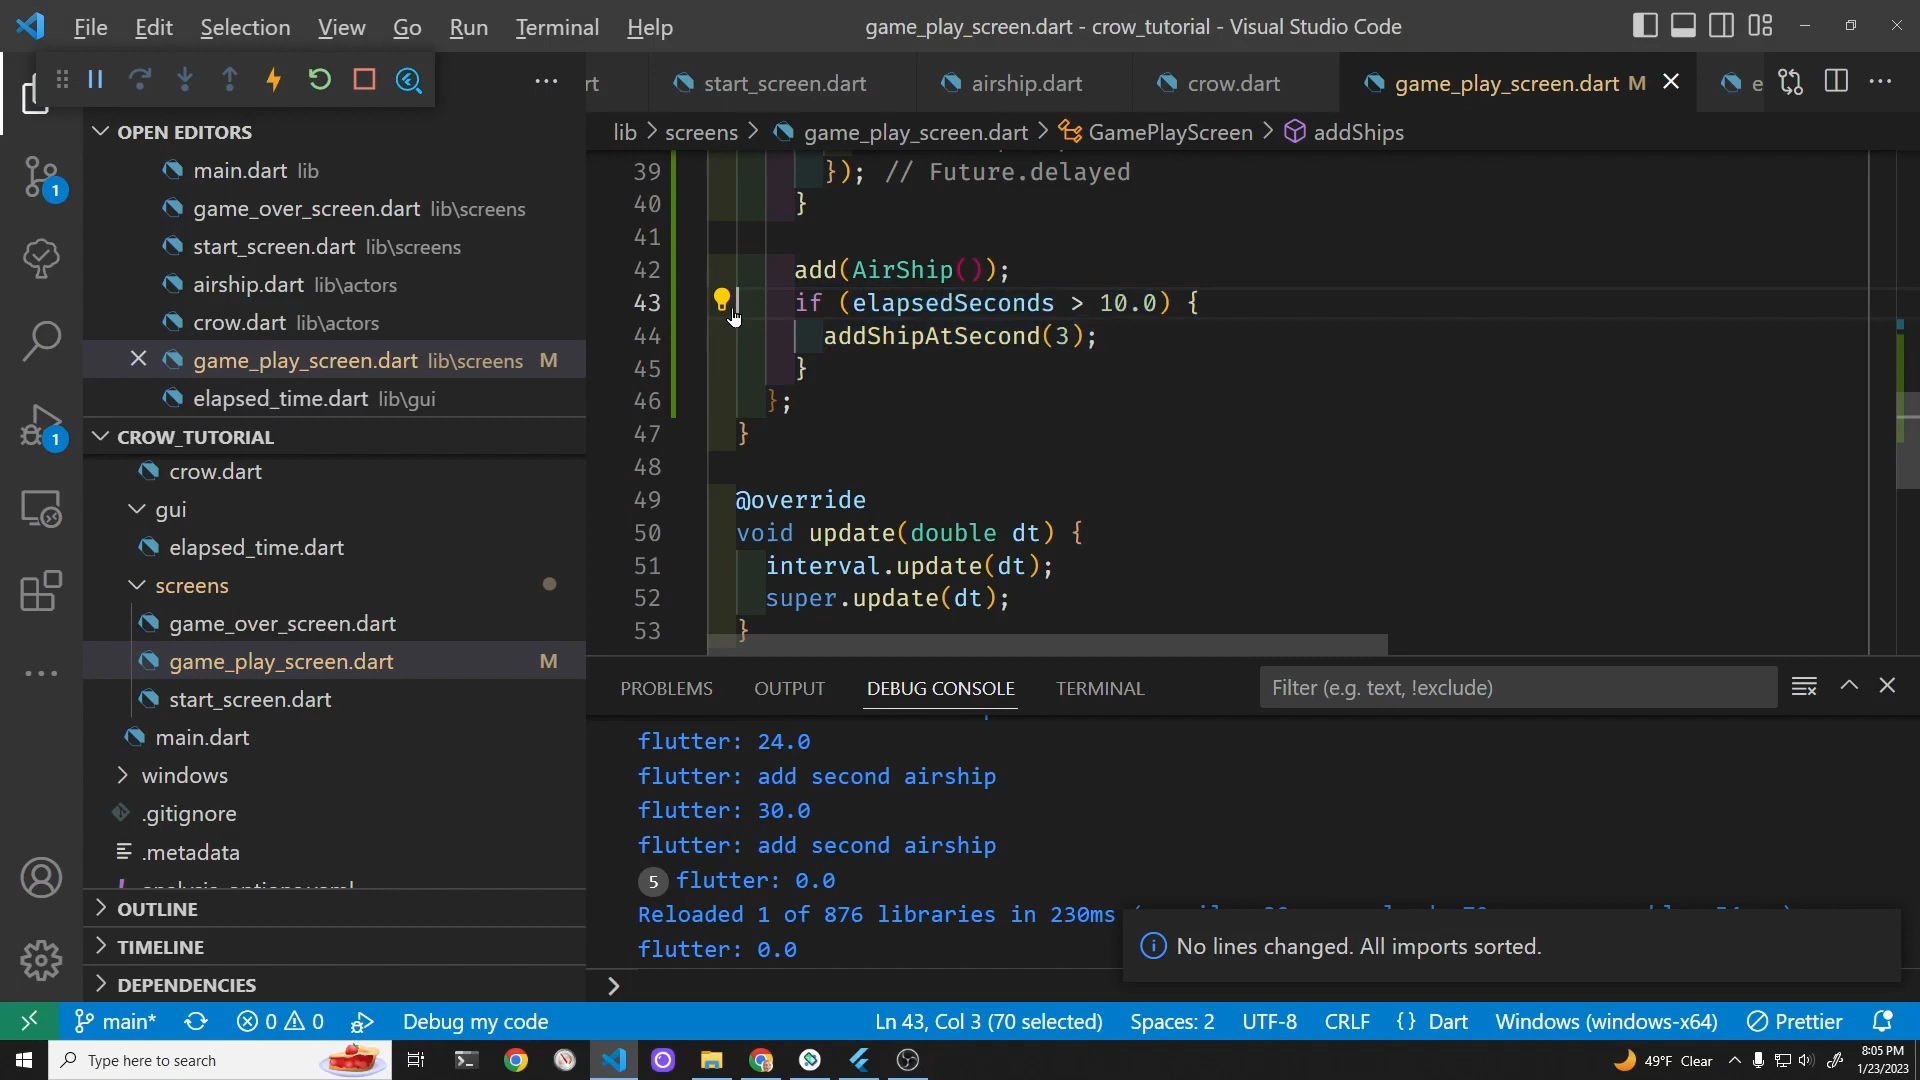 File Edit Selection View Go Run Terminal Help
game_play_screen.dart - crow_tutorial - Visual Studio Code
rt start_screen.dart airship.dart crow.dart game_play_screen.dart M e
lib > screens > game_play_screen.dart > GamePlayScreen > addShips
OPEN EDITORS
main.dart lib
game_over_screen.dart lib\screens
start_screen.dart lib\screens
airship.dart lib\actors
crow.dart lib\actors
game_play_screen.dart lib\screens M
elapsed_time.dart lib\gui
CROW_TUTORIAL
crow.dart
gui
elapsed_time.dart
screens
game_over_screen.dart
game_play_screen.dart M
start_screen.dart
main.dart
windows
.gitignore
.metadata
OUTLINE
TIMELINE
DEPENDENCIES
1
1
39 }); // Future.delayed
40 }
41
42 add(AirShip());
43 if (elapsedSeconds > 10.0) {
44 addShipAtSecond(3);
45 }
46 };
47 }
48
49 @override
50 void update(double dt) {
51 interval.update(dt);
52 super.update(dt);
53 }
PROBLEMS OUTPUT DEBUG CONSOLE TERMINAL Filter (e.g. text, !exclude)
flutter: 24.0
flutter: add second airship
flutter: 30.0
flutter: add second airship
5 flutter: 0.0
Reloaded 1 of 876 libraries in 230ms
flutter: 0.0
No lines changed. All imports sorted.
main* 0 0 Debug my code Ln 43, Col 3 (70 selected) Spaces: 2 UTF-8 CRLF {} Dart Windows (windows-x64) Prettier
Type here to search 49°F Clear 8:05 PM
1/23/2023